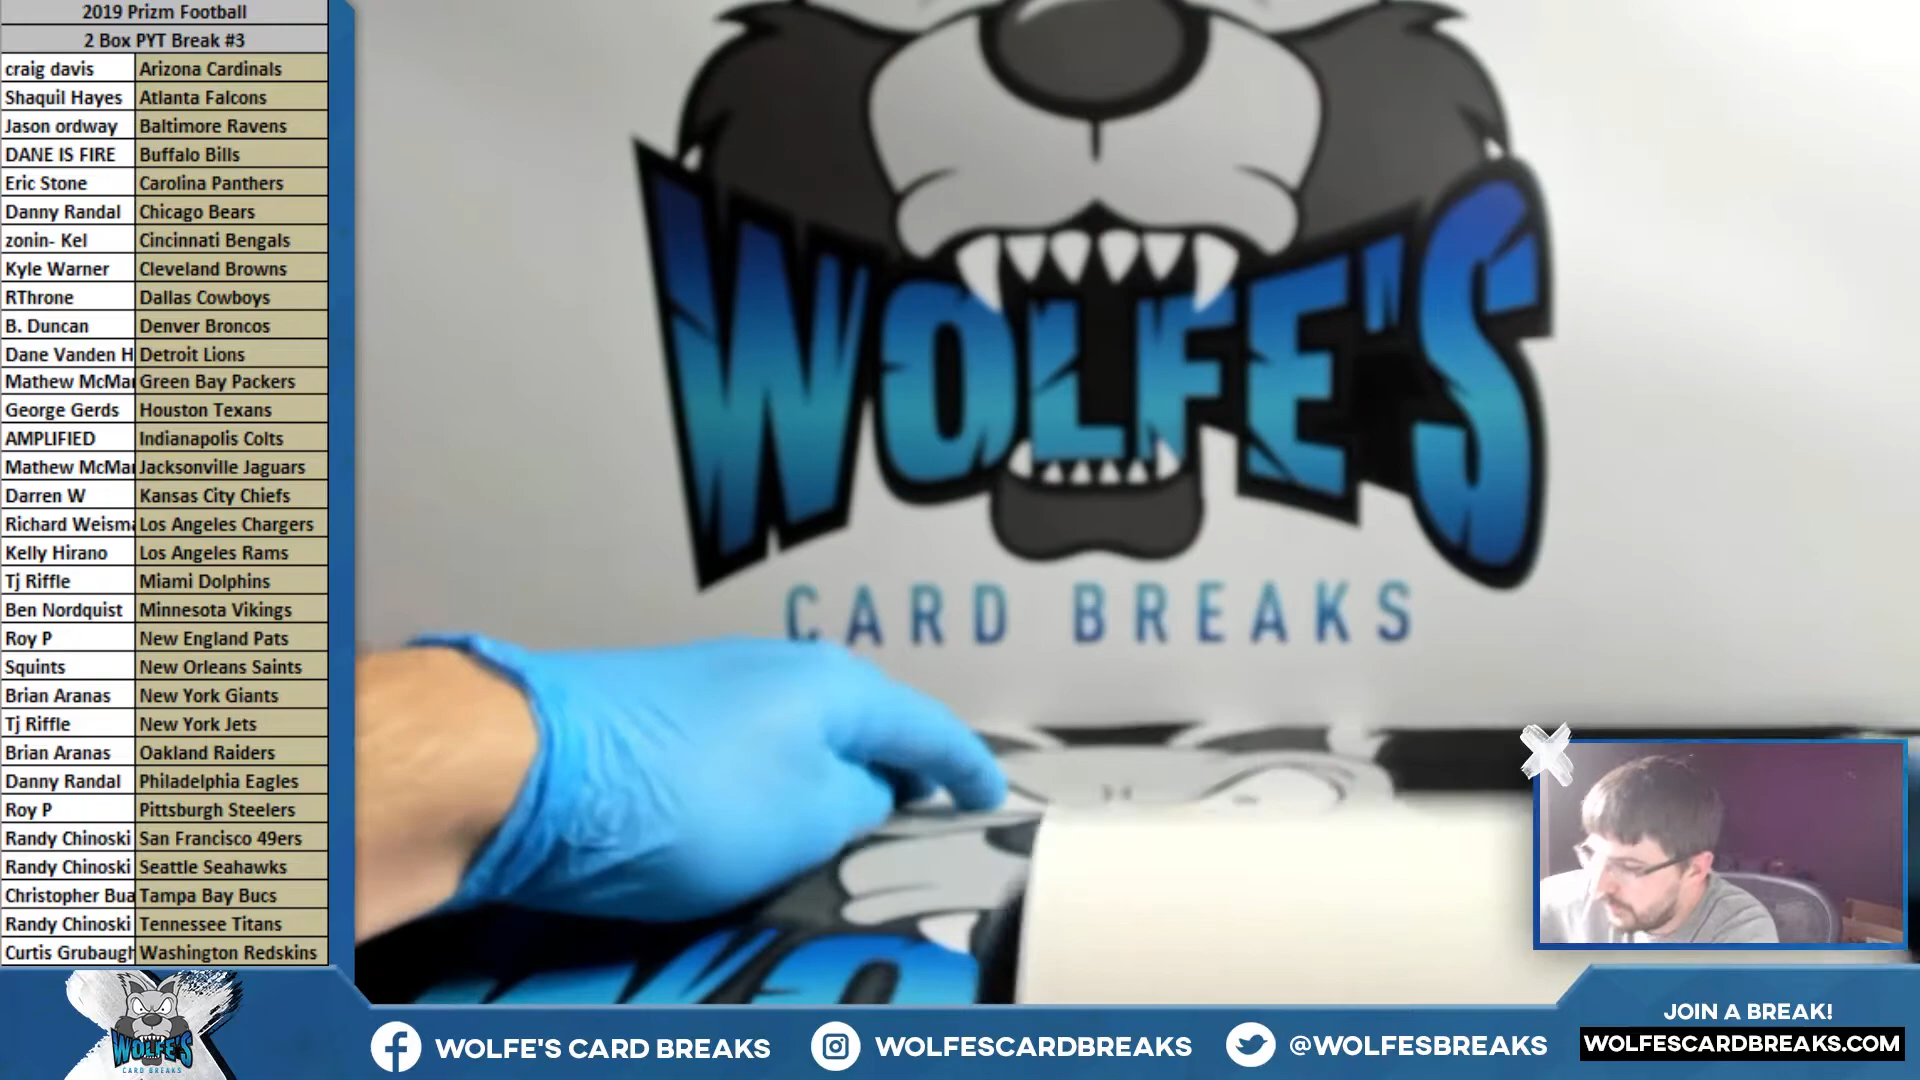 2019 Prizm Football
2 Box PYT Break #3
craig davis Arizona Cardinals
Shaquil Hayes Atlanta Falcons
Jason ordway Baltimore Ravens
DANE IS FIRE Buffalo Bills
Eric Stone Carolina Panthers
Danny Randal Chicago Bears
zonin- Kel Cincinnati Bengals
Kyle Warner Cleveland Browns
RThrone Dallas Cowboys
B. Duncan Denver Broncos
Dane Vanden H Detroit Lions
Mathew McMar Green Bay Packers
George Gerds Houston Texans
AMPLIFIED Indianapolis Colts
Mathew McMar Jacksonville Jaguars
Darren W Kansas City Chiefs
Richard Weisma Los Angeles Chargers
Kelly Hirano Los Angeles Rams
Tj Riffle Miami Dolphins
Ben Nordquist Minnesota Vikings
Roy P New England Pats
Squints New Orleans Saints
Brian Aranas New York Giants
Tj Riffle New York Jets
Brian Aranas Oakland Raiders
Danny Randal Philadelphia Eagles
Roy P Pittsburgh Steelers
Randy Chinoski San Francisco 49ers
Randy Chinoski Seattle Seahawks
Christopher Bua Tampa Bay Bucs
Randy Chinoski Tennessee Titans
Curtis Grubaugh Washington Redskins
WOLFE'S
CARD BREAKS
WOLFE'S
CARD BREAKS
WOLFE'S CARD BREAKS
WOLFESCARDBREAKS
@WOLFESBREAKS
JOIN A BREAK!
WOLFESCARDBREAKS.COM